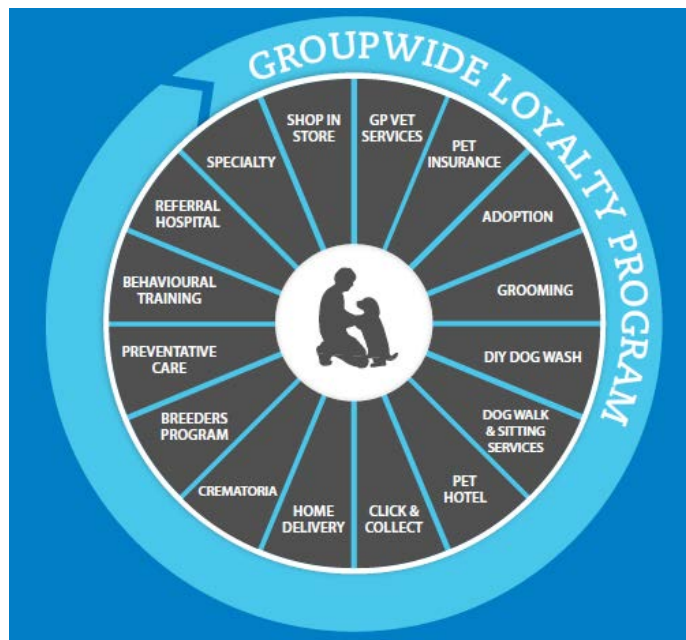 GROUPWIDE LOYALTY PROGRAM
SHOP IN
STORE
GP VET
SERVICES
PET
INSURANCE
ADOPTION
GROOMING
DIY DOG WASH
DOG WALK
& SITTING
SERVICES
PET
HOTEL
CLICK &
COLLECT
HOME
DELIVERY
CREMATORIA
BREEDERS
PROGRAM
PREVENTATIVE
CARE
BEHAVIOURAL
TRAINING
REFERRAL
HOSPITAL
SPECIALTY